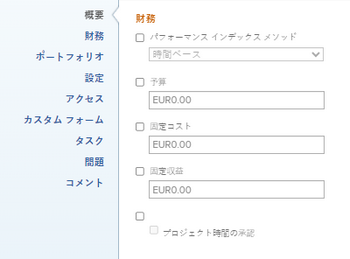 概要
財務
ポートフォリオ
設定
アクセス
カスタム フォーム
タスク
問題
コメント
財務
パフォーマンス インデックス メソッド
時間ベース
予算
EUR0.00
固定コスト
EUR0.00
固定収益
EUR0.00
プロジェクト時間の承認